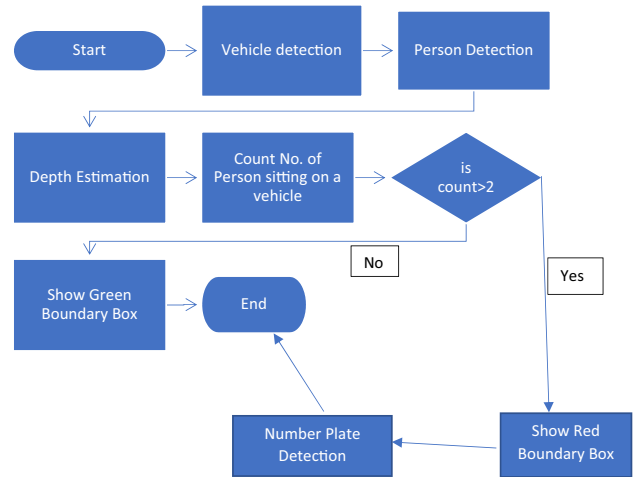 Start
Vehicle detection
Person Detection
Depth Estimation
Count No. of
Person sitting on a
vehicle
is
count>2
No
Yes
Show Green
Boundary Box
End
Number Plate
Detection
Show Red
Boundary Box